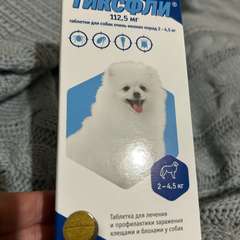 ТИКСФЛИ®
112,5 мг
таблетки для собак очень мелких пород 2 – 4,5 кг
2–4,5 кг
Таблетка для лечения
и профилактики заражения
клещами и блохами у собак